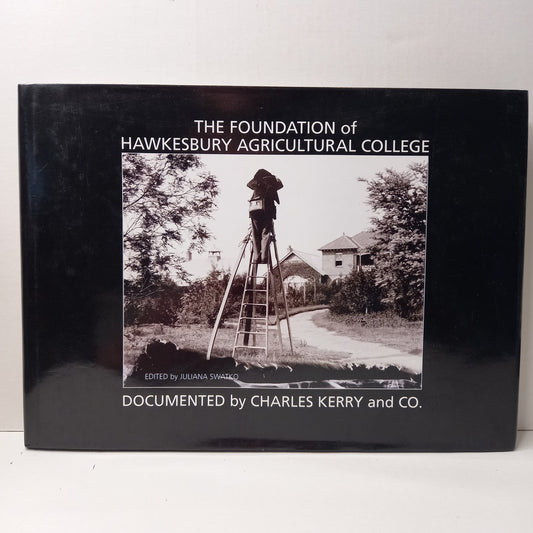 THE FOUNDATION of
HAWKESBURY AGRICULTURAL COLLEGE
EDITED by JULIANA SWATKO
DOCUMENTED by CHARLES KERRY and CO.